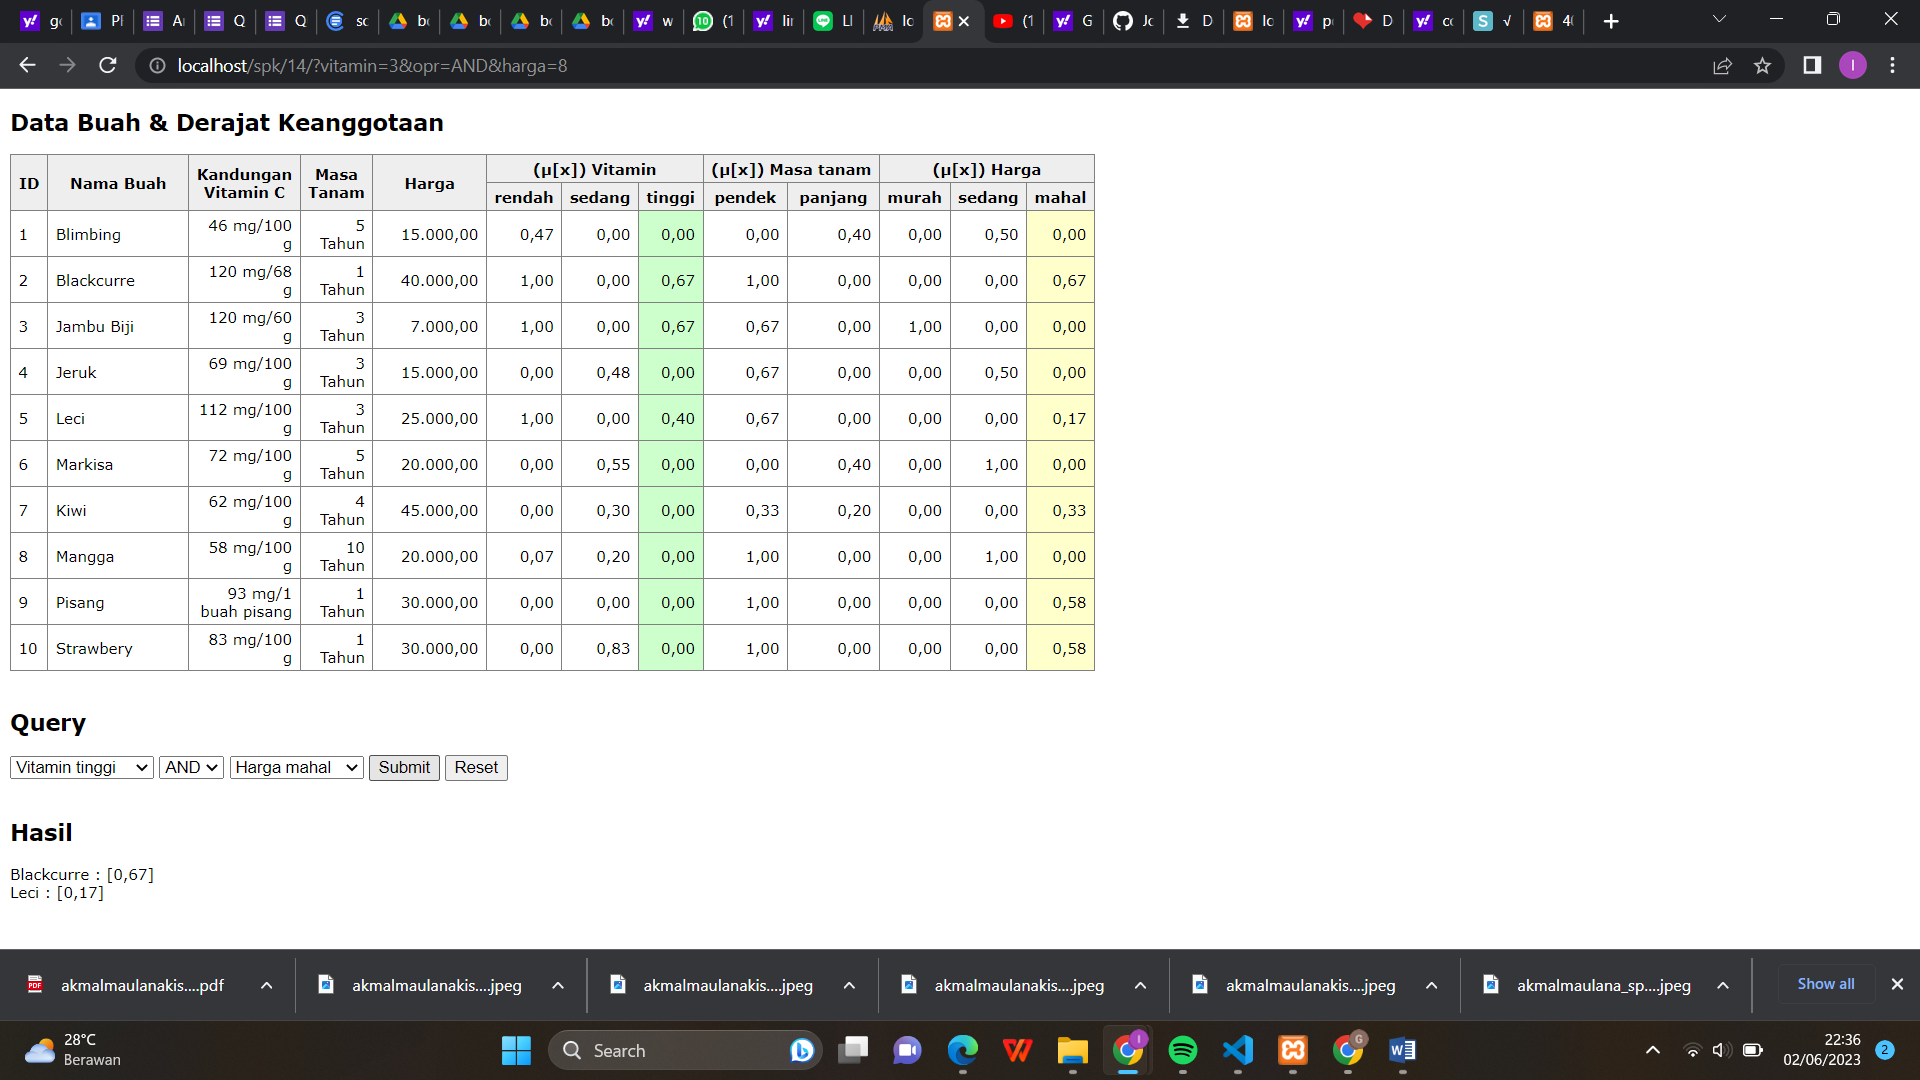 localhost/spk/14/?vitamin=3&opr=AND&harga=8
Data Buah & Derajat Keanggotaan
ID Nama Buah Kandungan Vitamin C Masa Tanam Harga (μ[x]) Vitamin (μ[x]) Masa tanam (μ[x]) Harga
rendah sedang tinggi pendek panjang murah sedang mahal
1 Blimbing 46 mg/100 g 5 Tahun 15.000,00 0,47 0,00 0,00 0,00 0,40 0,00 0,50 0,00
2 Blackcurre 120 mg/68 g 1 Tahun 40.000,00 1,00 0,00 0,67 1,00 0,00 0,00 0,00 0,67
3 Jambu Biji 120 mg/60 g 3 Tahun 7.000,00 1,00 0,00 0,67 0,67 0,00 1,00 0,00 0,00
4 Jeruk 69 mg/100 g 3 Tahun 15.000,00 0,00 0,48 0,00 0,67 0,00 0,00 0,50 0,00
5 Leci 112 mg/100 g 3 Tahun 25.000,00 1,00 0,00 0,40 0,67 0,00 0,00 0,00 0,17
6 Markisa 72 mg/100 g 5 Tahun 20.000,00 0,00 0,55 0,00 0,00 0,40 0,00 1,00 0,00
7 Kiwi 62 mg/100 g 4 Tahun 45.000,00 0,00 0,30 0,00 0,33 0,20 0,00 0,00 0,33
8 Mangga 58 mg/100 g 10 Tahun 20.000,00 0,07 0,20 0,00 1,00 0,00 0,00 1,00 0,00
9 Pisang 93 mg/1 buah pisang 1 Tahun 30.000,00 0,00 0,00 0,00 1,00 0,00 0,00 0,00 0,58
10 Strawbery 83 mg/100 g 1 Tahun 30.000,00 0,00 0,83 0,00 1,00 0,00 0,00 0,00 0,58
Query
Vitamin tinggi AND Harga mahal Submit Reset
Hasil
Blackcurre : [0,67]
Leci : [0,17]
akmalmaulanakis....pdf akmalmaulanakis....jpeg akmalmaulanakis....jpeg akmalmaulanakis....jpeg akmalmaulanakis....jpeg akmalmaulana_sp....jpeg Show all
28°C
Berawan
Search
22:36
02/06/2023
2